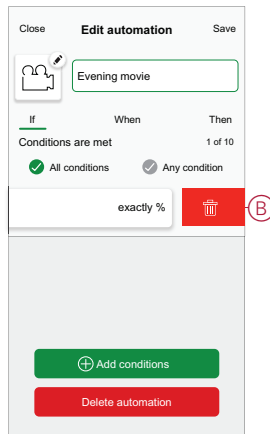 Close Edit automation Save
Evening movie
If When Then
Conditions are met 1 of 10
All conditions Any condition
exactly %
B
Add conditions
Delete automation